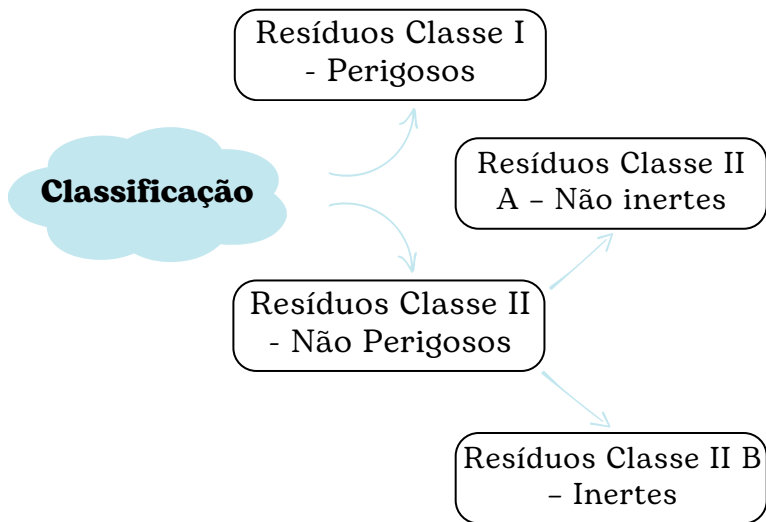 Resíduos Classe I
- Perigosos
Classificação
Resíduos Classe II
A – Não inertes
Resíduos Classe II
- Não Perigosos
Resíduos Classe II B
– Inertes